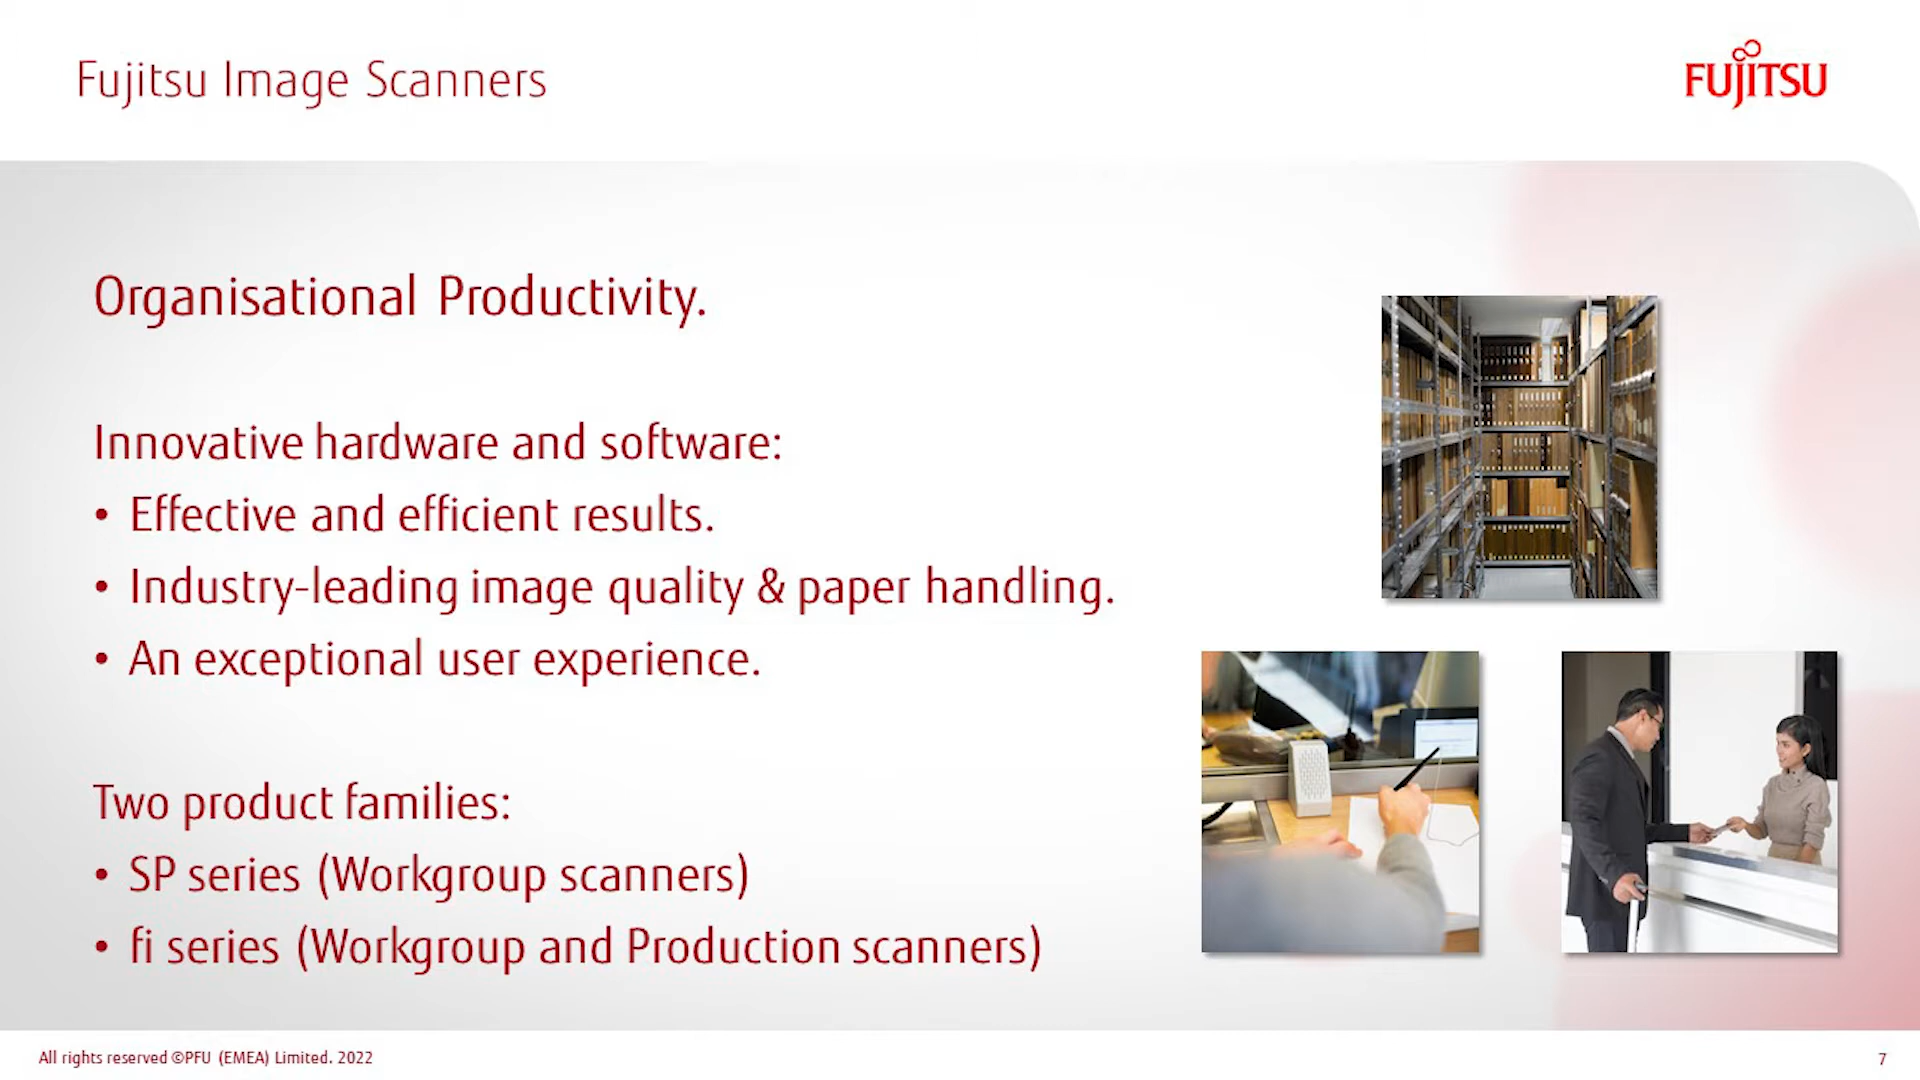 Fujitsu Image Scanners
FUJITSU
Organisational Productivity.
Innovative hardware and software:
• Effective and efficient results.
• Industry-leading image quality & paper handling.
• An exceptional user experience.
Two product families:
• SP series (Workgroup scanners)
• fi series (Workgroup and Production scanners)
All rights reserved ©PFU (EMEA) Limited. 2022
7